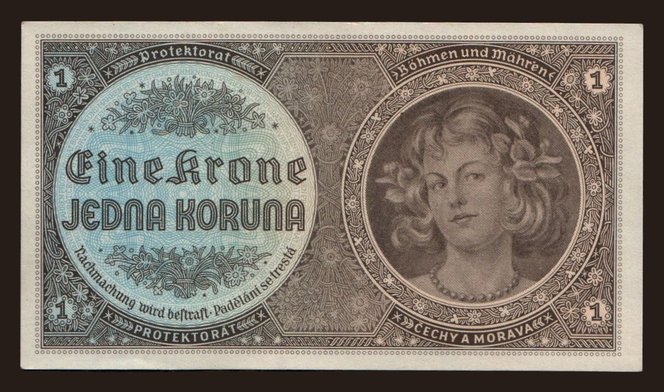 Protektorat
Böhmen und Mähren
1
1
Eine Krone
JEDNA KORUNA
Nachmachung wird bestraft · Padělání se trestá
1
1
PROTEKTORÁT
ČECHY A MORAVA